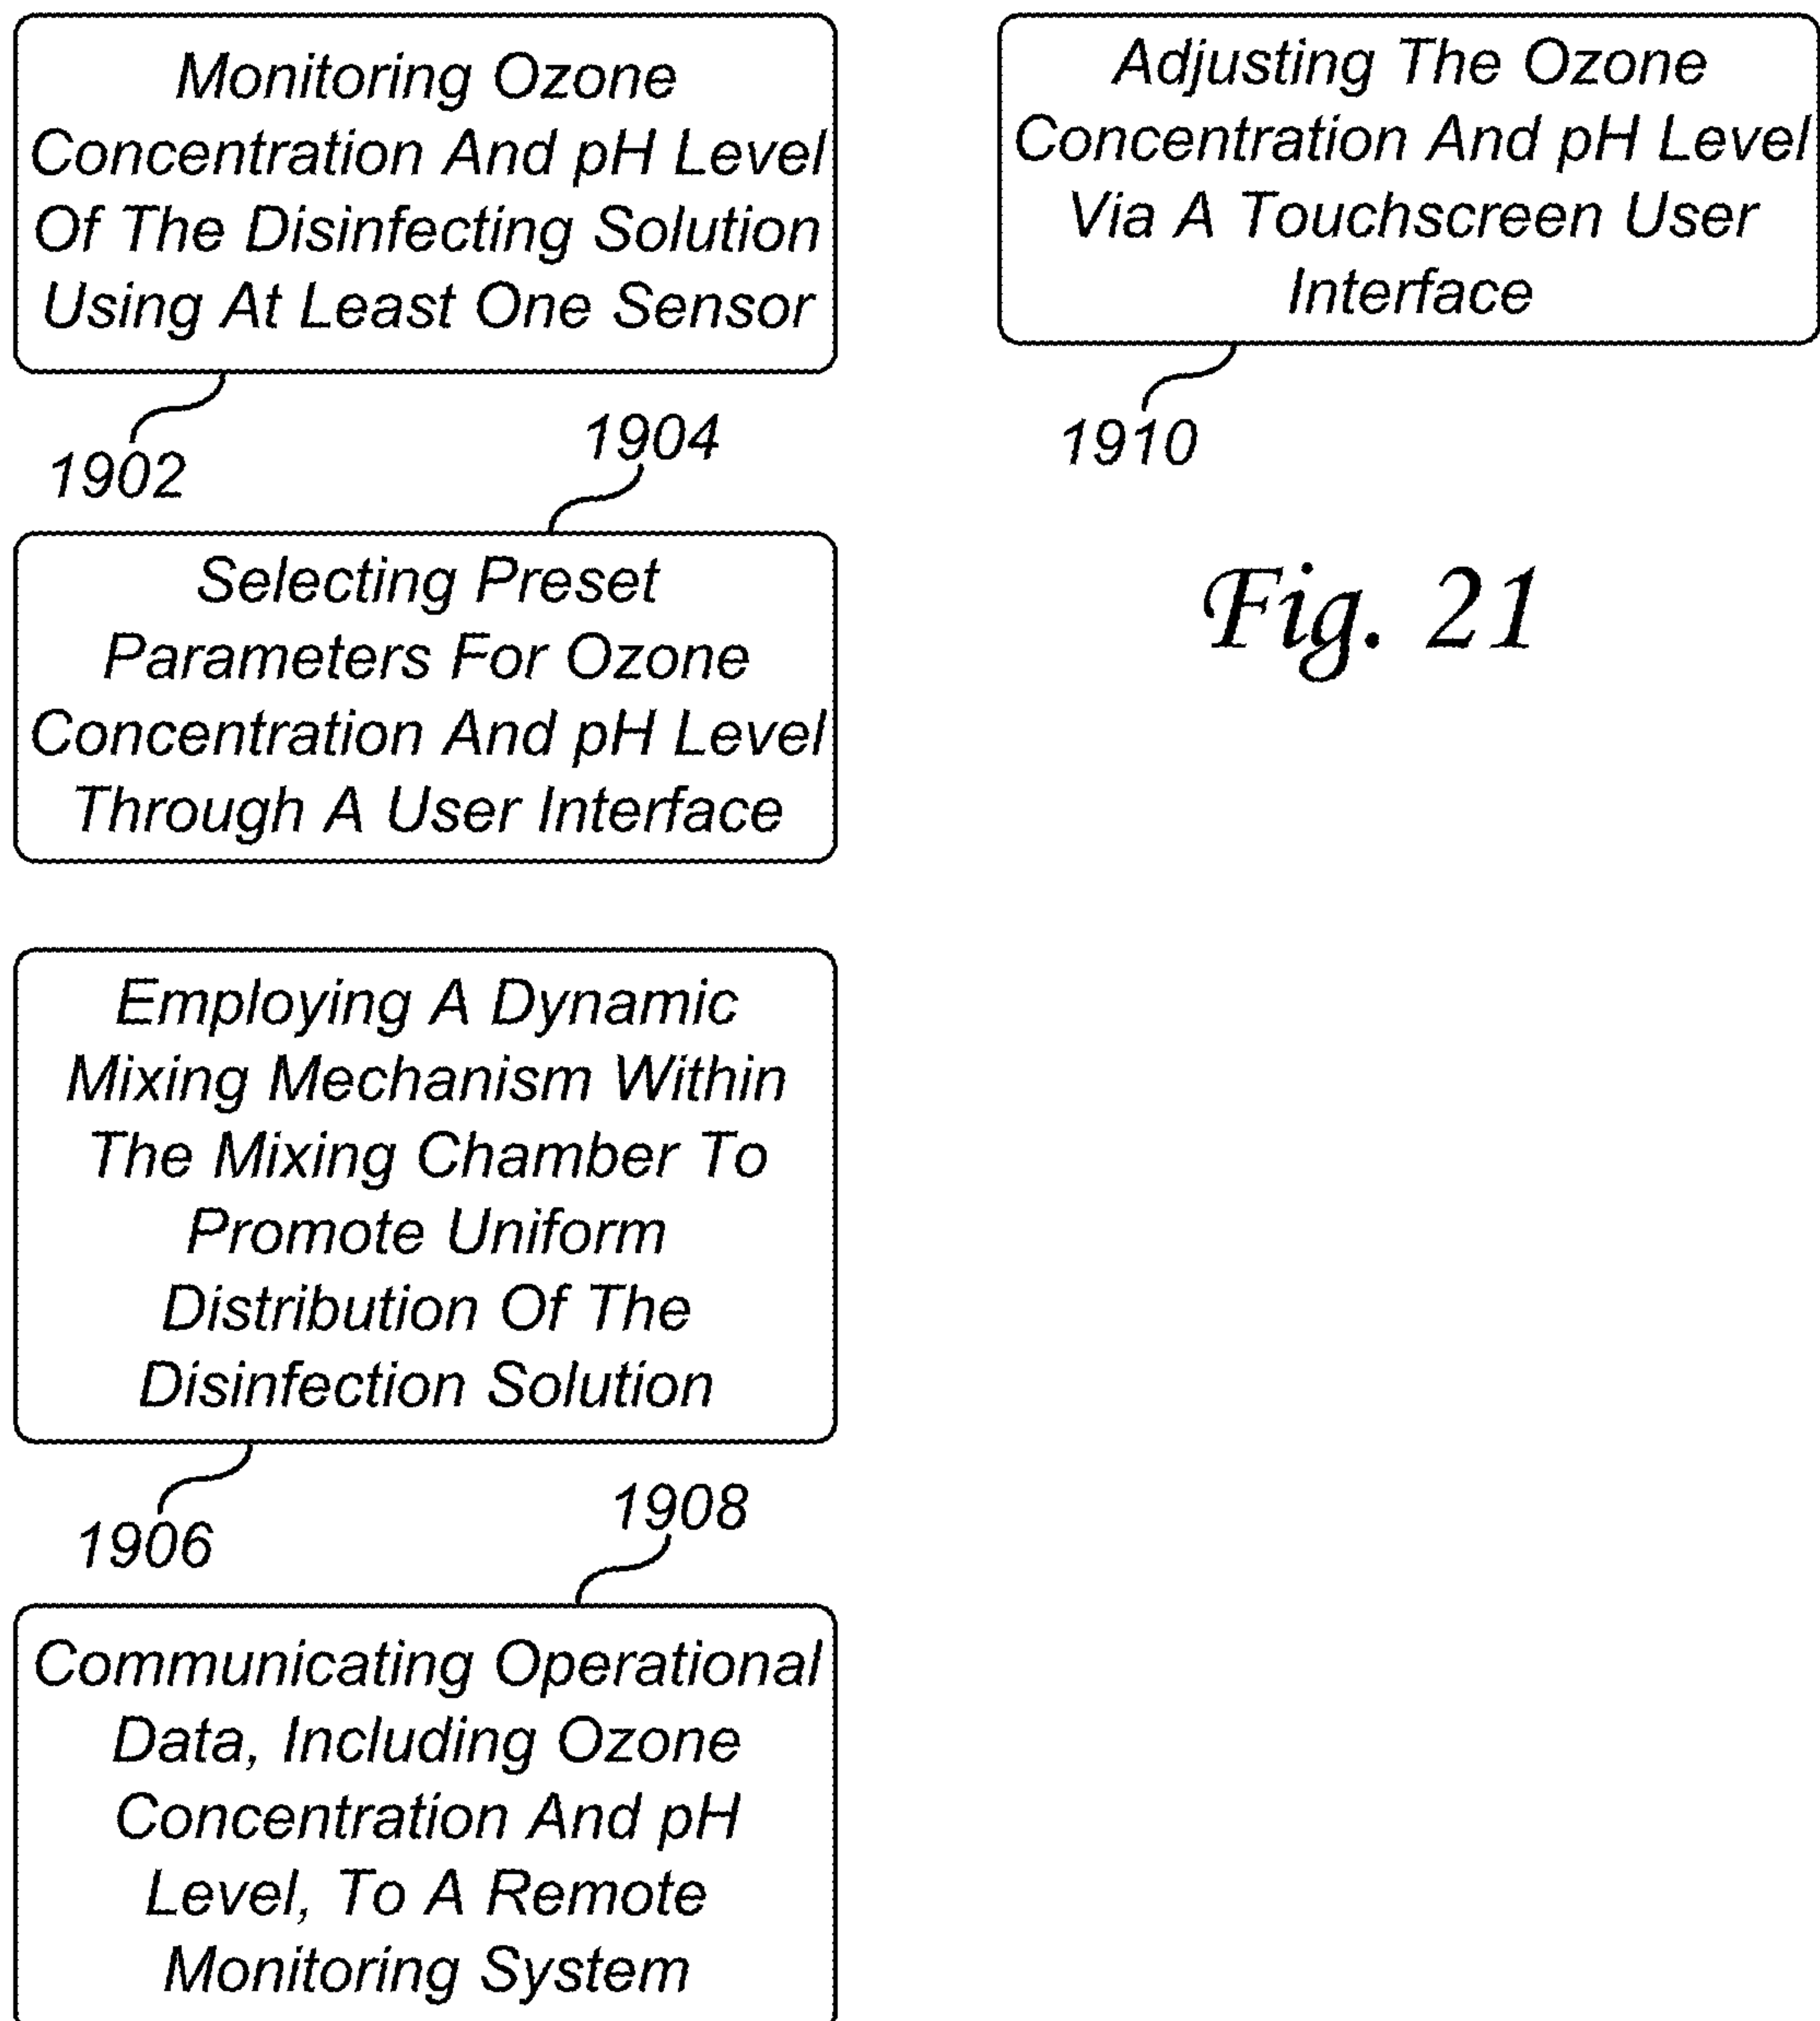 Monitoring Ozone
Concentration And pH Level
Of The Disinfecting Solution
Using At Least One Sensor
1902
1904
Selecting Preset
Parameters For Ozone
Concentration And pH Level
Through A User Interface
Employing A Dynamic
Mixing Mechanism Within
The Mixing Chamber To
Promote Uniform
Distribution Of The
Disinfection Solution
1906
1908
Communicating Operational
Data, Including Ozone
Concentration And pH
Level, To A Remote
Monitoring System
Adjusting The Ozone
Concentration And pH Level
Via A Touchscreen User
Interface
1910
Fig. 21